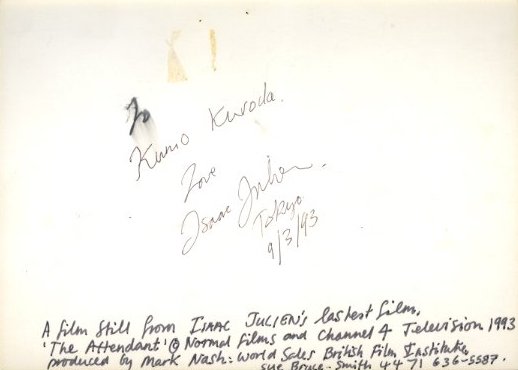 To
Kunio Kuroda.
Love
Isaac Julien.
Tokyo
9/3/93
A film still from ISAAC JULIEN's lastest film,
'The Attendant' © Normal Films and Channel 4 Television 1993
produced by Mark Nash: World Sales British Film Institute,
Sue Bruce-Smith 44 71 636-5587.